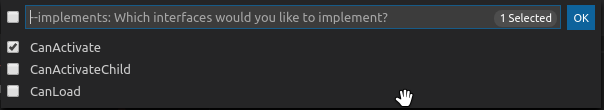 --implements: Which interfaces would you like to implement?
1 Selected
OK
CanActivate
CanActivateChild
CanLoad